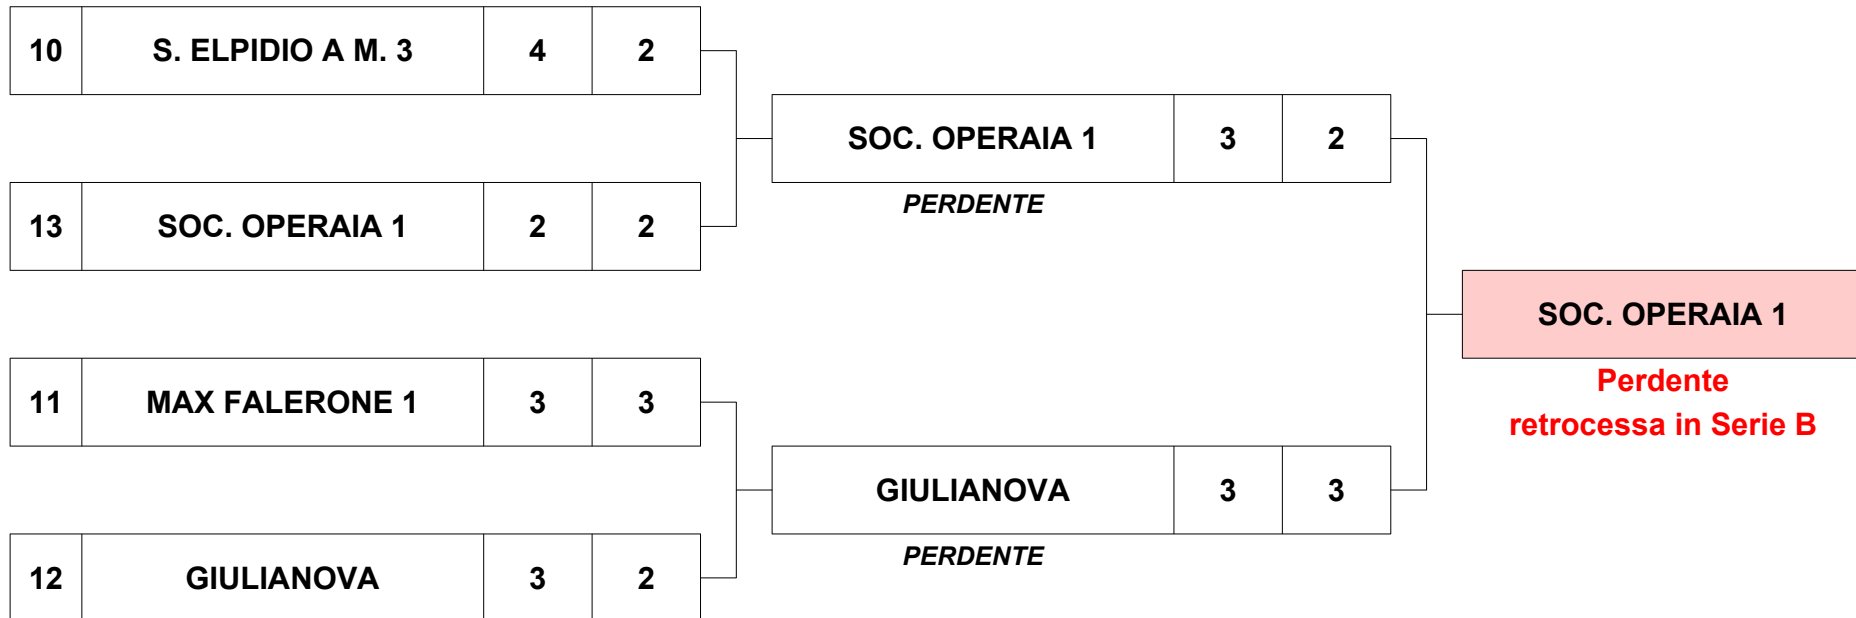 10 S. ELPIDIO A M. 3 4 2
SOC. OPERAIA 1 3 2
PERDENTE
13 SOC. OPERAIA 1 2 2
SOC. OPERAIA 1
Perdente
retrocessa in Serie B
11 MAX FALERONE 1 3 3
GIULIANOVA 3 3
PERDENTE
12 GIULIANOVA 3 2